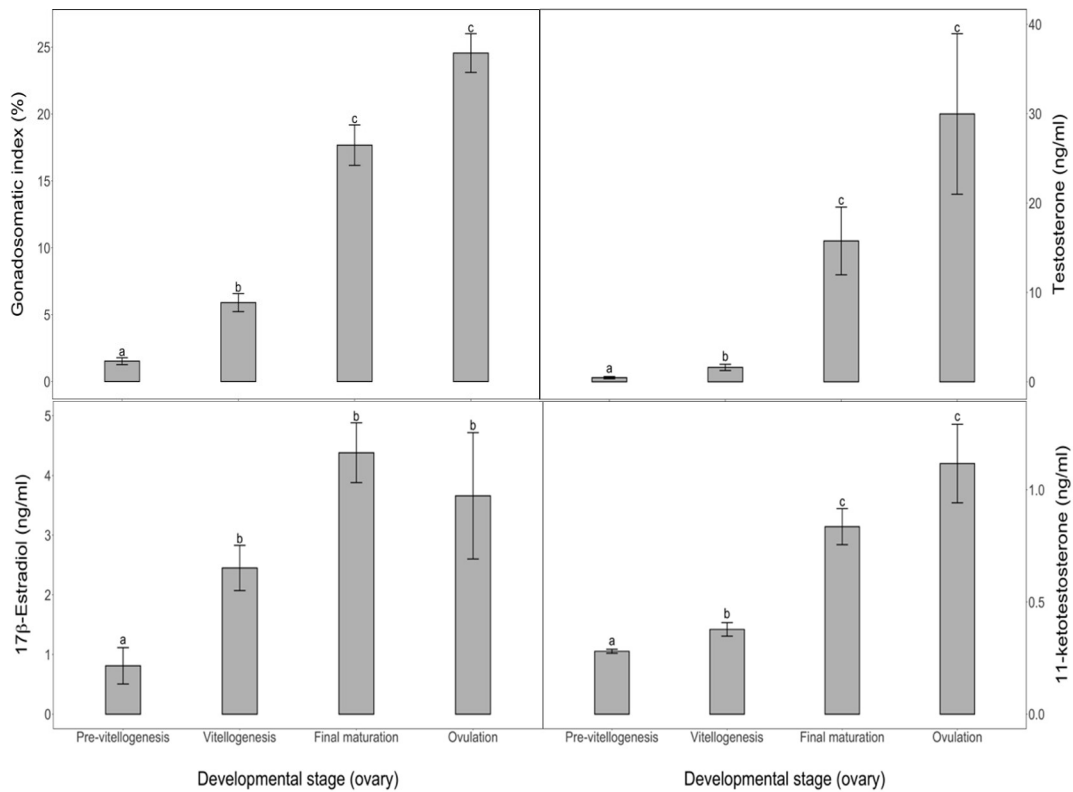 Gonadosomatic index (%)
25
20
15
10
5
0
a
b
c
c
Testosterone (ng/ml)
40
30
20
10
0
a
b
c
c
17β-Estradiol (ng/ml)
5
4
3
2
1
0
a
b
b
b
Pre-vitellogenesis
Vitellogenesis
Final maturation
Ovulation
Developmental stage (ovary)
11-ketotestosterone (ng/ml)
1.0
0.5
0.0
a
b
c
c
Pre-vitellogenesis
Vitellogenesis
Final maturation
Ovulation
Developmental stage (ovary)